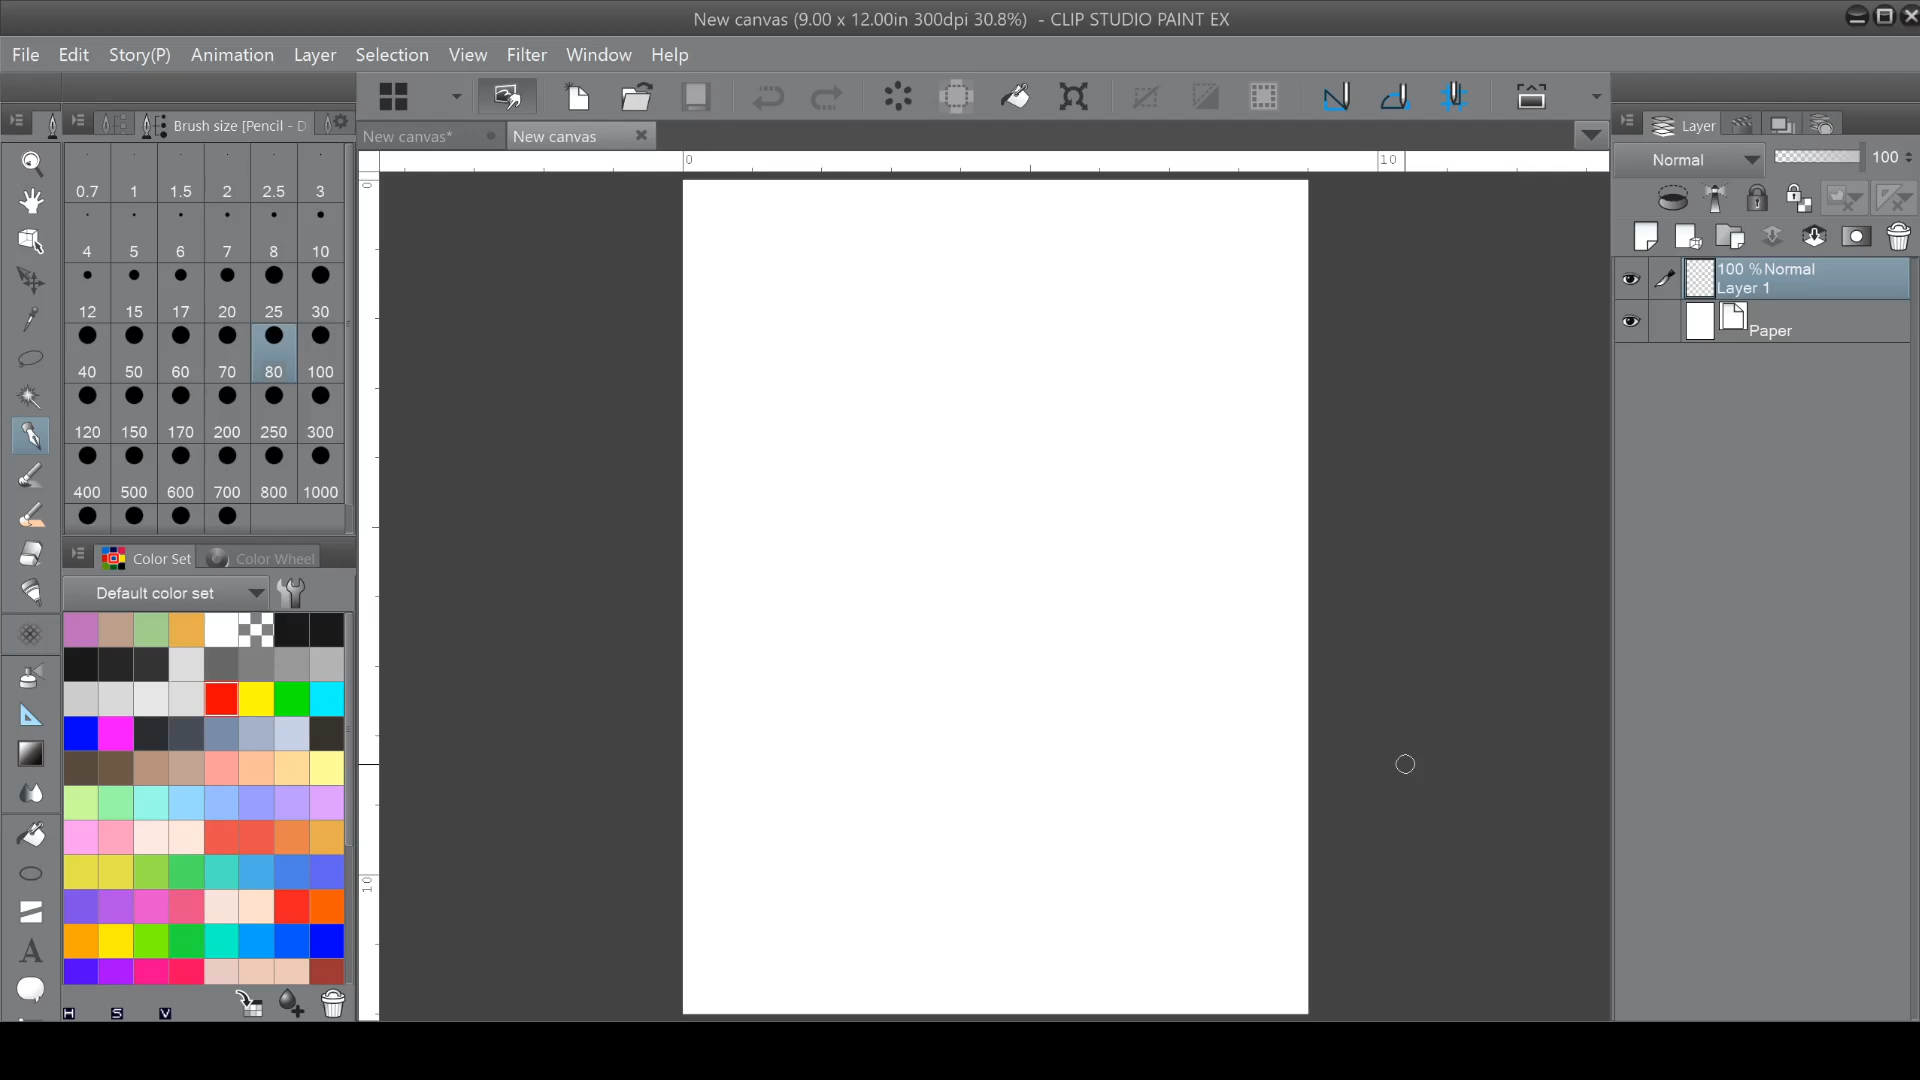 New canvas (9.00 x 12.00in 300dpi 30.8%) - CLIP STUDIO PAINT EX
File Edit Story(P) Animation Layer Selection View Filter Window Help
Brush size [Pencil - D
New canvas*
New canvas
Layer
Normal
100
0
10
0
10
0.7 1 1.5 2 2.5 3
4 5 6 7 8 10
12 15 17 20 25 30
40 50 60 70 80 100
120 150 170 200 250 300
400 500 600 700 800 1000
100 %Normal
Layer 1
Paper
Color Set
Color Wheel
Default color set
A
H S V